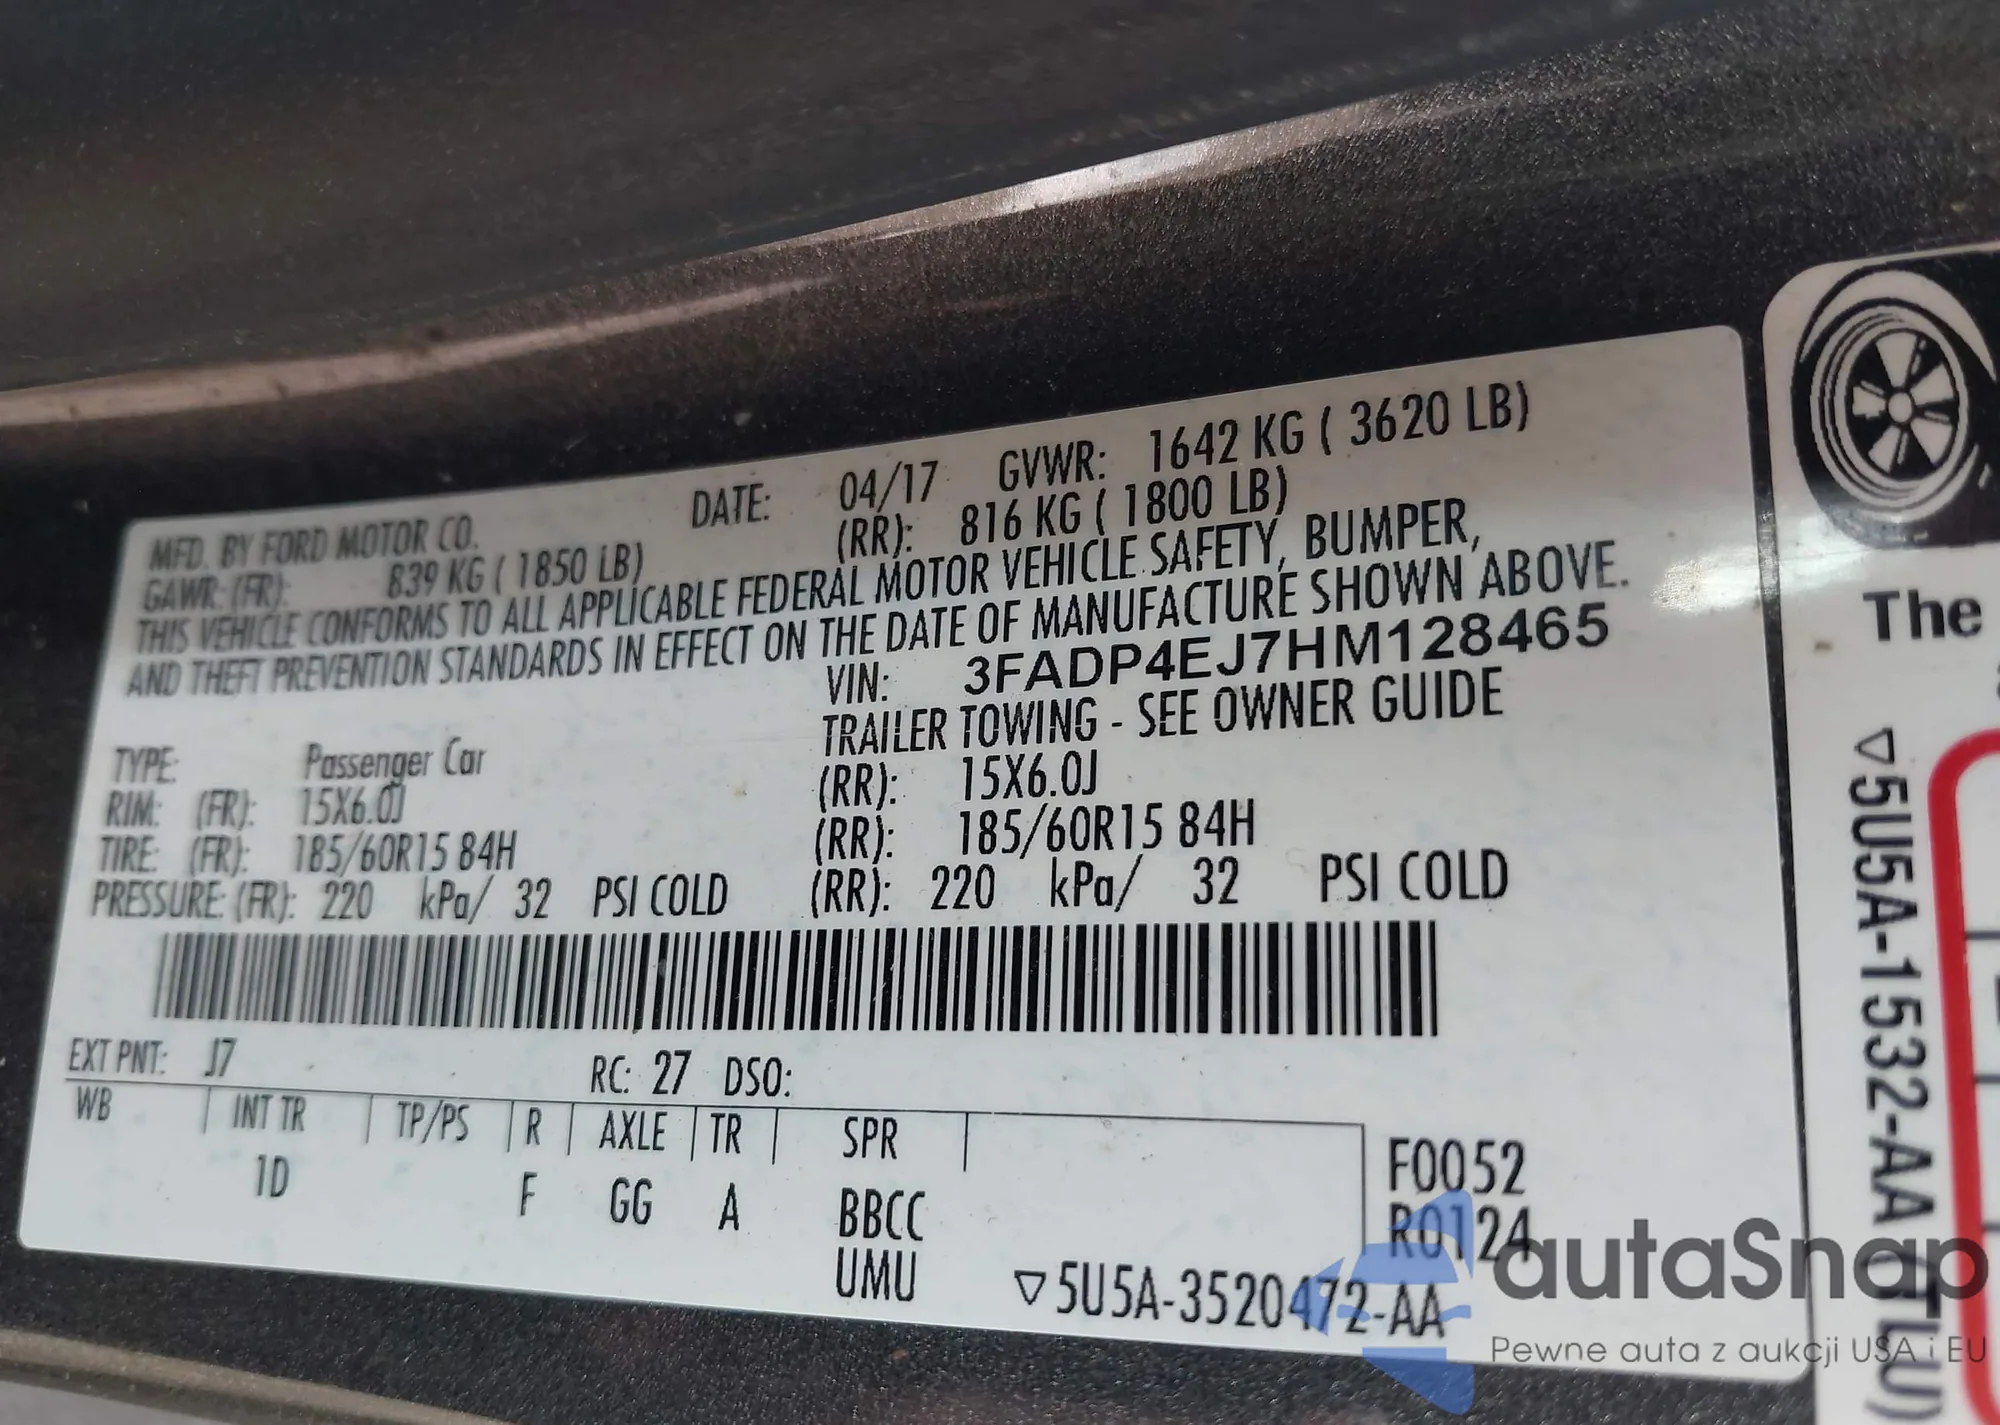 MFD. BY FORD MOTOR CO. DATE: 04/17 GVWR: 1642 KG ( 3620 LB)
GAWR: (FR): 839 KG ( 1850 LB) (RR): 816 KG ( 1800 LB)
THIS VEHICLE CONFORMS TO ALL APPLICABLE FEDERAL MOTOR VEHICLE SAFETY, BUMPER,
AND THEFT PREVENTION STANDARDS IN EFFECT ON THE DATE OF MANUFACTURE SHOWN ABOVE.
VIN: 3FADP4EJ7HM128465
TRAILER TOWING - SEE OWNER GUIDE
TYPE: Passenger Car
RIM: (FR): 15X6.0J (RR): 15X6.0J
TIRE: (FR): 185/60R15 84H (RR): 185/60R15 84H
PRESSURE: (FR): 220 kPa/ 32 PSI COLD (RR): 220 kPa/ 32 PSI COLD
EXT PNT: J7 RC: 27 DSO:
WB INT TR TP/PS R AXLE TR SPR
1D F GG A BBCC
UMU
F0052
R0124
▽5U5A-3520472-AA
The
▽5U5A-1532-AA (TLU)
autaSnap
Pewne auta z aukcji USA i EU